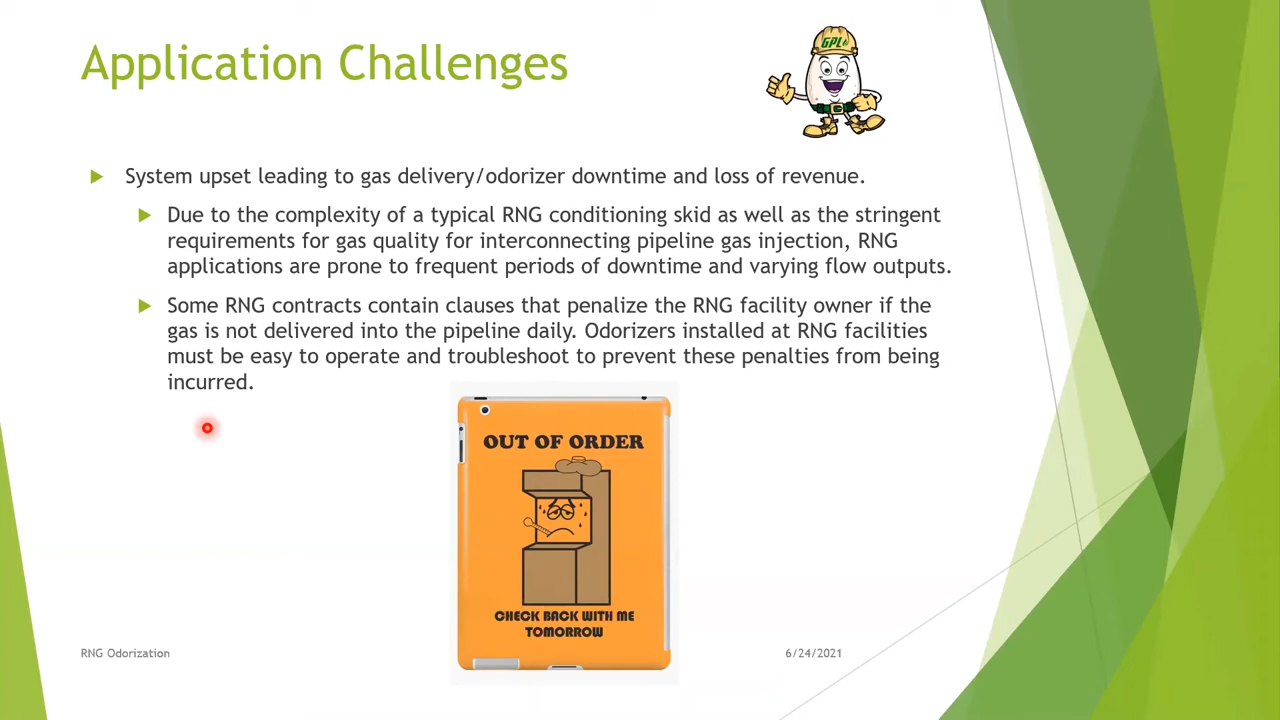 Application Challenges
GPL
System upset leading to gas delivery/odorizer downtime and loss of revenue.
Due to the complexity of a typical RNG conditioning skid as well as the stringent
requirements for gas quality for interconnecting pipeline gas injection, RNG
applications are prone to frequent periods of downtime and varying flow outputs.
Some RNG contracts contain clauses that penalize the RNG facility owner if the
gas is not delivered into the pipeline daily. Odorizers installed at RNG facilities
must be easy to operate and troubleshoot to prevent these penalties from being
incurred.
OUT OF ORDER
CHECK BACK WITH ME
TOMORROW
RNG Odorization
6/24/2021